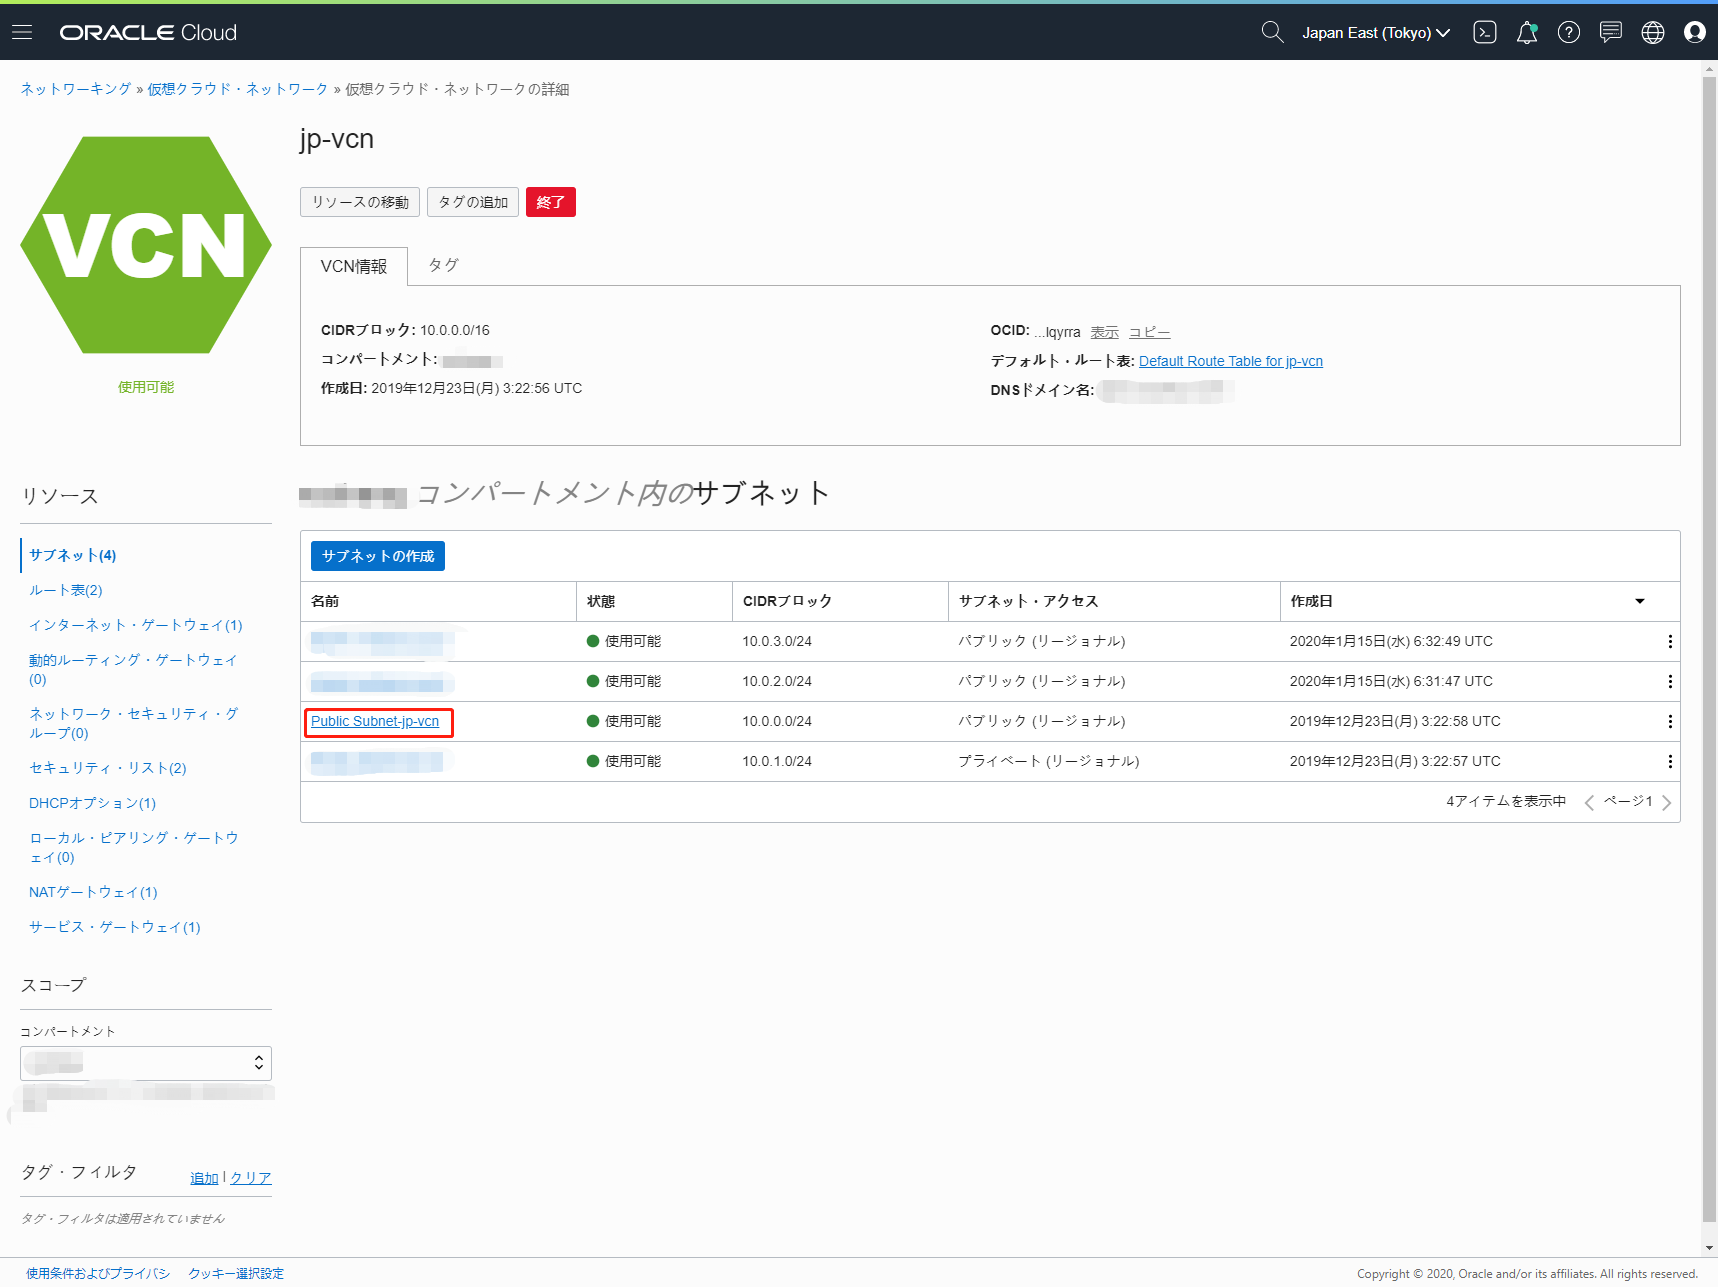 ORACLE Cloud
Japan East (Tokyo)
ネットワーキング » 仮想クラウド・ネットワーク » 仮想クラウド・ネットワークの詳細
VCN
使用可能
jp-vcn
リソースの移動 タグの追加 終了
VCN情報 タグ
CIDRブロック: 10.0.0.0/16
コンパートメント:
作成日: 2019年12月23日(月) 3:22:56 UTC
OCID: ...lqyrra 表示 コピー
デフォルト・ルート表: Default Route Table for jp-vcn
DNSドメイン名:
リソース
サブネット(4)
ルート表(2)
インターネット・ゲートウェイ(1)
動的ルーティング・ゲートウェイ
(0)
ネットワーク・セキュリティ・グ
ループ(0)
セキュリティ・リスト(2)
DHCPオプション(1)
ローカル・ピアリング・ゲートウ
ェイ(0)
NATゲートウェイ(1)
サービス・ゲートウェイ(1)
スコープ
コンパートメント
タグ・フィルタ 追加 | クリア
タグ・フィルタは適用されていません
コンパートメント内のサブネット
サブネットの作成
名前 状態 CIDRブロック サブネット・アクセス 作成日
使用可能 10.0.3.0/24 パブリック (リージョナル) 2020年1月15日(水) 6:32:49 UTC
使用可能 10.0.2.0/24 パブリック (リージョナル) 2020年1月15日(水) 6:31:47 UTC
Public Subnet-jp-vcn 使用可能 10.0.0.0/24 パブリック (リージョナル) 2019年12月23日(月) 3:22:58 UTC
使用可能 10.0.1.0/24 プライベート (リージョナル) 2019年12月23日(月) 3:22:57 UTC
4アイテムを表示中 ページ1
使用条件およびプライバシ クッキー選択設定
Copyright © 2020, Oracle and/or its affiliates. All rights reserved.